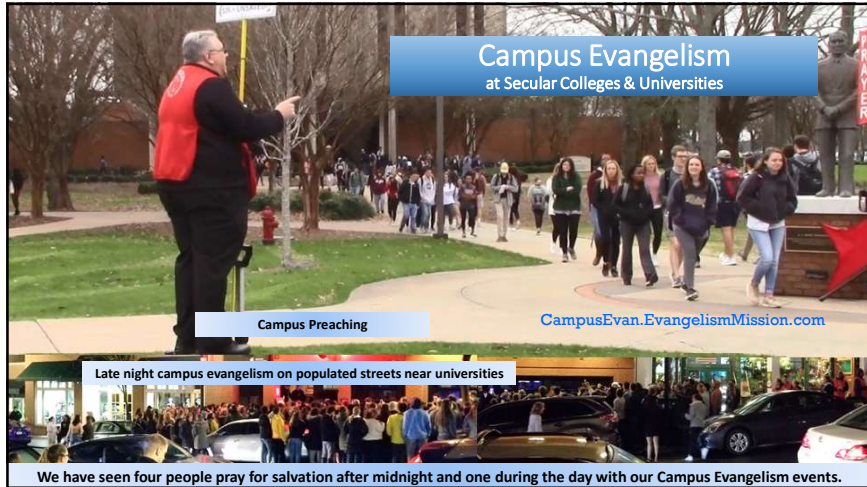 PRAYER
Campus Evangelism
at Secular Colleges & Universities
Campus Preaching
CampusEvan.EvangelismMission.com
Late night campus evangelism on populated streets near universities
We have seen four people pray for salvation after midnight and one during the day with our Campus Evangelism events.